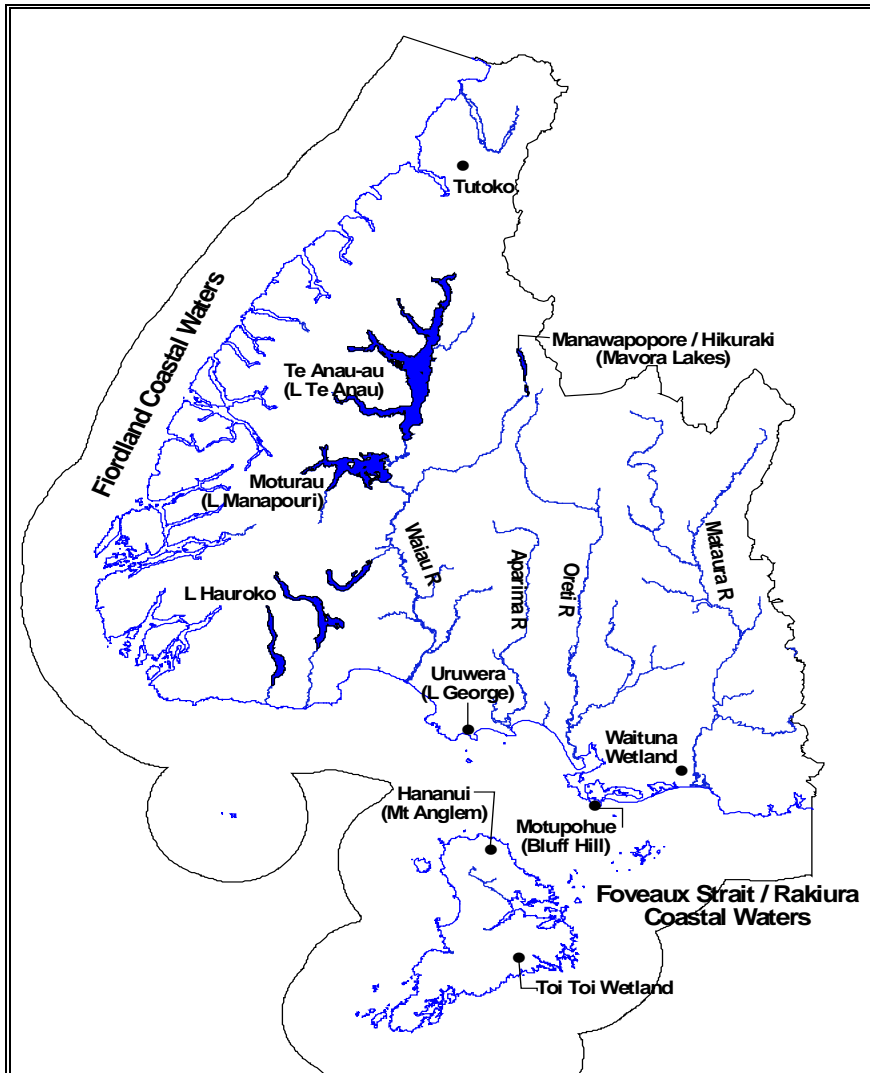 Tutoko
Fiordland Coastal Waters
Manawapopore / Hikuraki
(Mavora Lakes)
Te Anau-au
(L Te Anau)
Moturau
(L Manapouri)
Waiau R
Aparima R
Oreti R
Mataura R
L Hauroko
Uruwera
(L George)
Waituna
Wetland
Hananui
(Mt Anglem)
Motupohue
(Bluff Hill)
Foveaux Strait / Rakiura
Coastal Waters
Toi Toi Wetland